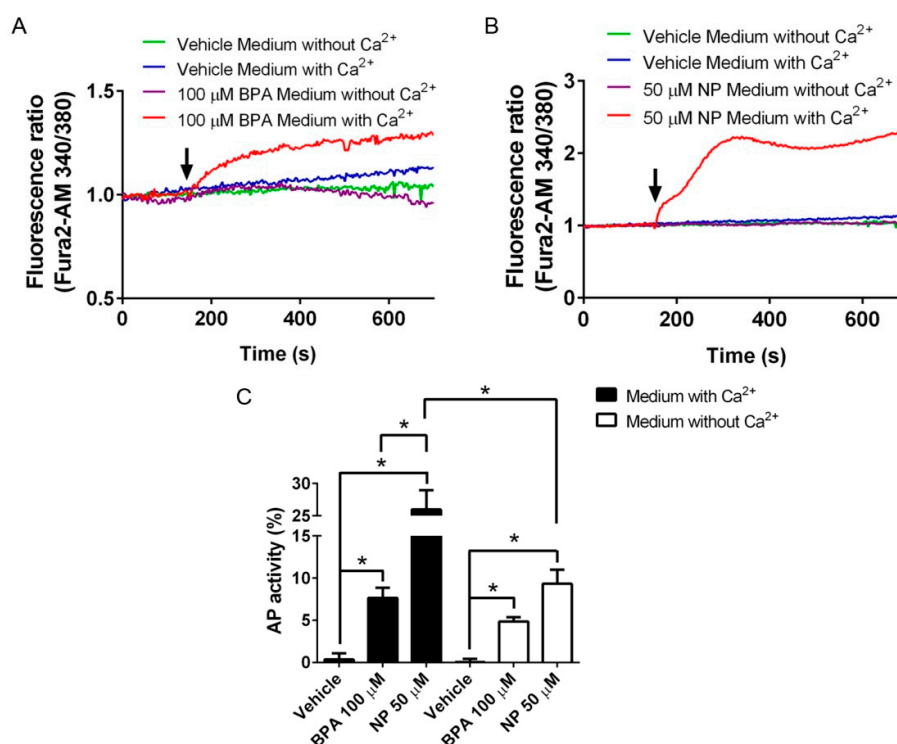 A
Vehicle Medium without Ca²⁺
Vehicle Medium with Ca²⁺
100 μM BPA Medium without Ca²⁺
100 μM BPA Medium with Ca²⁺
Fluorescence ratio
(Fura2-AM 340/380)
1.5
1.0
0.5
0
200
400
600
Time (s)
B
Vehicle Medium without Ca²⁺
Vehicle Medium with Ca²⁺
50 μM NP Medium without Ca²⁺
50 μM NP Medium with Ca²⁺
Fluorescence ratio
(Fura2-AM 340/380)
3
2
1
0
0
200
400
600
Time (s)
C
Medium with Ca²⁺
Medium without Ca²⁺
*
*
*
*
*
*
*
AP activity (%)
30
25
15
10
5
0
Vehicle
BPA 100 μM
NP 50 μM
Vehicle
BPA 100 μM
NP 50 μM